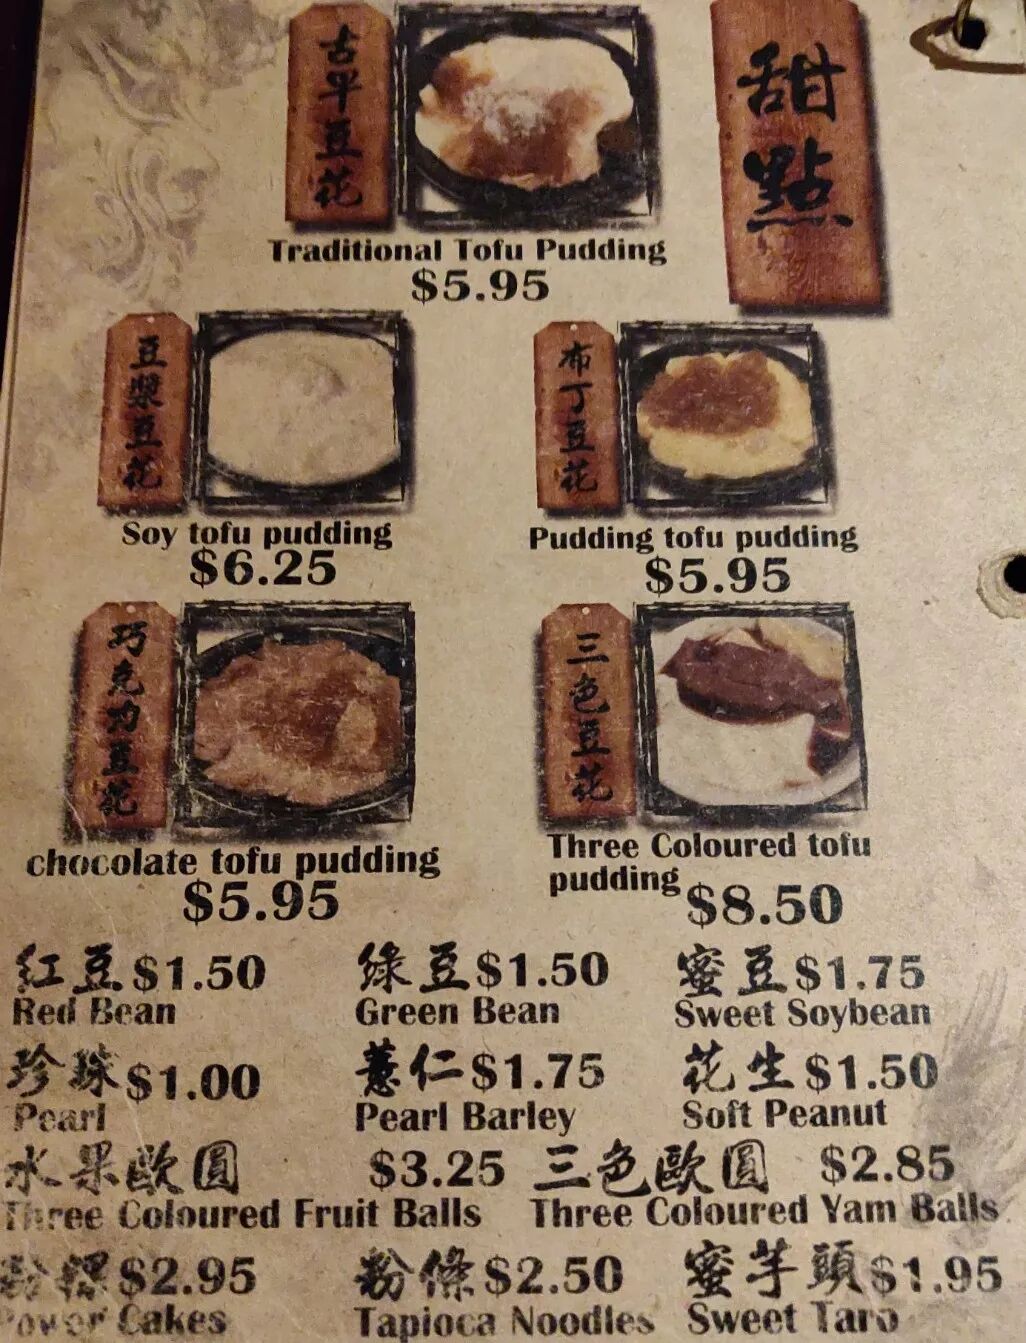 古早豆花
甜點
Traditional Tofu Pudding
$5.95
豆漿豆花
布丁豆花
Soy tofu pudding
$6.25
Pudding tofu pudding
$5.95
巧克力豆花
三色豆花
chocolate tofu pudding
$5.95
Three Coloured tofu
pudding
$8.50
紅豆 $1.50
Red Bean
綠豆 $1.50
Green Bean
蜜豆 $1.75
Sweet Soybean
珍珠 $1.00
Pearl
薏仁 $1.75
Pearl Barley
花生 $1.50
Soft Peanut
水果歐圓 $3.25
Three Coloured Fruit Balls
三色歐圓 $2.85
Three Coloured Yam Balls
粉粿 $2.95
Power Cakes
粉條 $2.50
Tapioca Noodles
蜜芋頭 $1.95
Sweet Taro